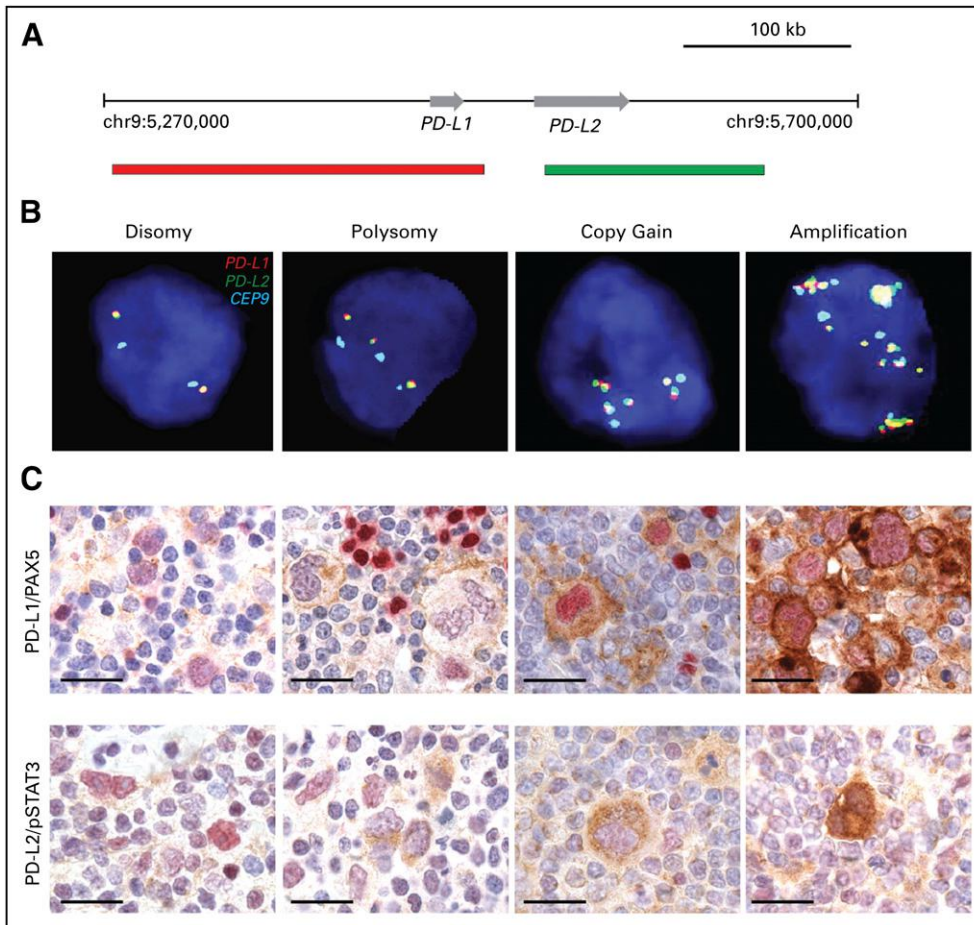 A
100 kb
chr9:5,270,000
PD-L1
PD-L2
chr9:5,700,000
B
Disomy
Polysomy
Copy Gain
Amplification
PD-L1
PD-L2
CEP9
C
PD-L1/PAX5
PD-L2/pSTAT3